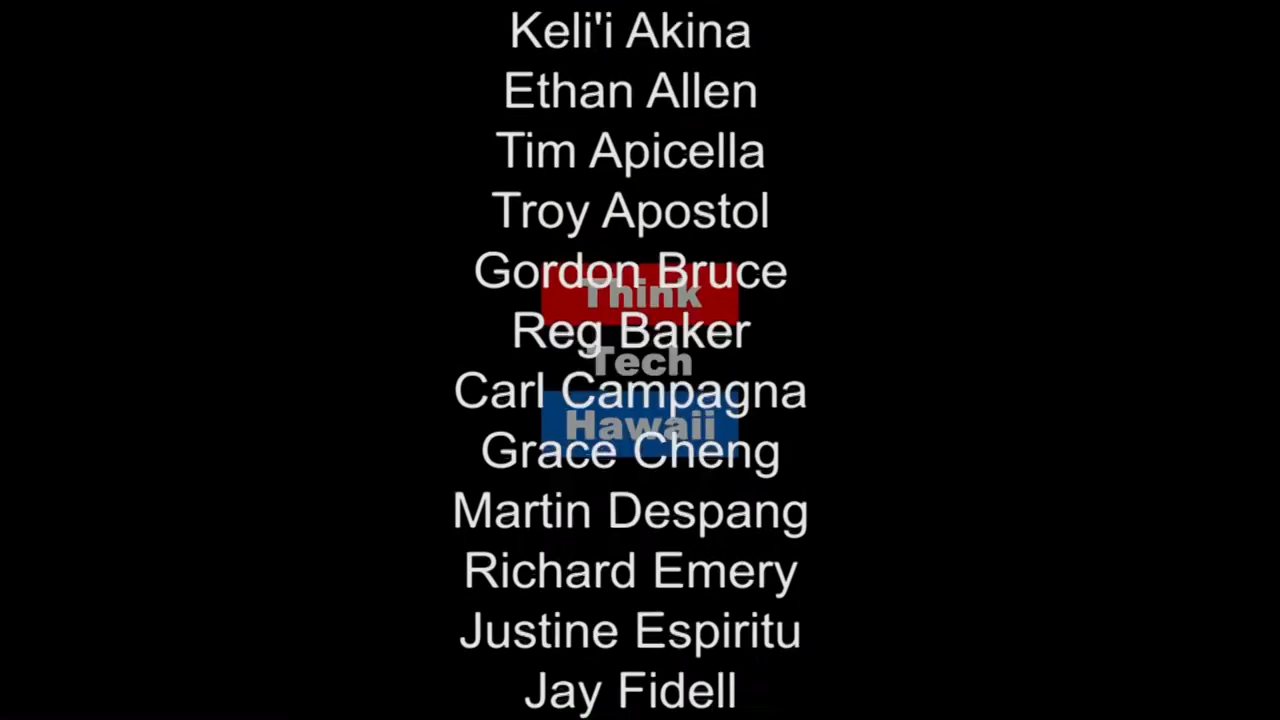 Keli'i Akina
Ethan Allen
Tim Apicella
Troy Apostol
Gordon Bruce
Think
Reg Baker
Tech
Carl Campagna
Hawaii
Grace Cheng
Martin Despang
Richard Emery
Justine Espiritu
Jay Fidell